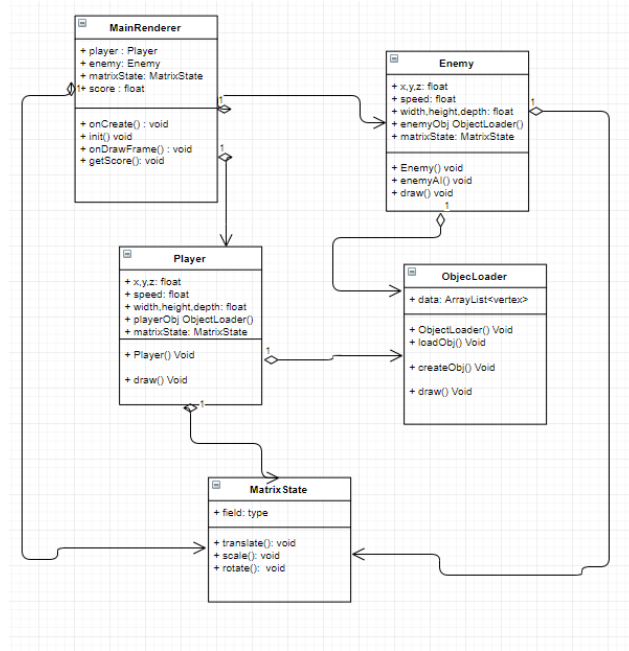 MainRenderer
+ player : Player
+ enemy: Enemy
+ matrixState: MatrixState
+ score : float
1
+ onCreate() : void
+ init() void
+ onDrawFrame() : void
+ getScore(): void
1
1
Enemy
+ x,y,z: float
+ speed: float
+ width,height,depth: float
+ enemyObj ObjectLoader()
+ matrixState: MatrixState
+ Enemy() void
+ enemyAI() void
+ draw() void
1
1
Player
+ x,y,z: float
+ speed: float
+ width,height,depth: float
+ playerObj ObjectLoader()
+ matrixState: MatrixState
+ Player() Void
+ draw() Void
1
1
ObjecLoader
+ data: ArrayList<vertex>
+ ObjectLoader() Void
+ loadObj() Void
+ createObj() Void
+ draw() Void
MatrixState
+ field: type
+ translate(): void
+ scale(): void
+ rotate(): void